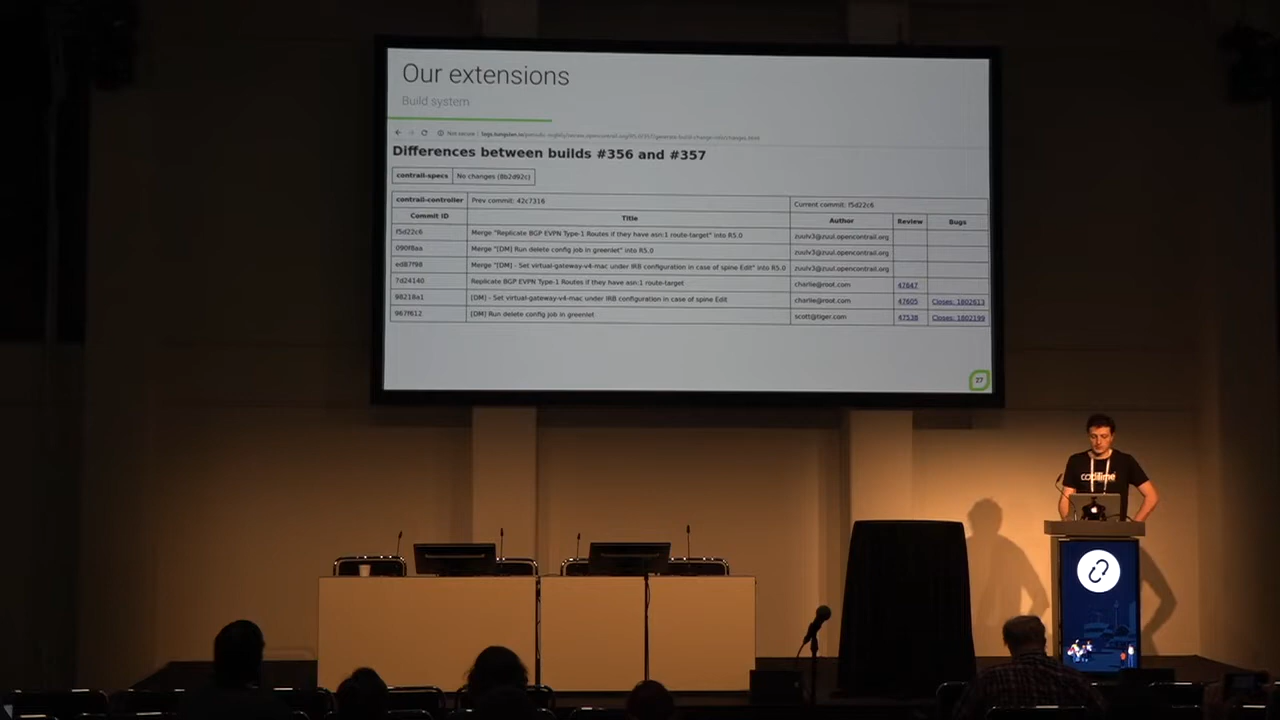 Our extensions
Build system
Not secure
Differences between builds #356 and #357
contrail-specs No changes (8b2d92c)
contrail-controller Prev commit: 42c7316 Current commit: f5d22c6
Commit ID Title Author Review Bugs
f5d22c6 Merge "Replicate BGP EVPN Type-1 Routes if they have asn:1 route-target" into R5.0 zuulv3@zuul.opencontrail.org
090f8aa Merge "[DM] Run delete config job in greenlet" into R5.0 zuulv3@zuul.opencontrail.org
ed87f98 Merge "[DM] - Set virtual-gateway-v4-mac under IRB configuration in case of spine Edit" into R5.0 zuulv3@zuul.opencontrail.org
7d24140 Replicate BGP EVPN Type-1 Routes if they have asn:1 route-target charlie@root.com 47647
98218a1 [DM] - Set virtual-gateway-v4-mac under IRB configuration in case of spine Edit charlie@root.com 47605 Closes: 1802613
967f612 [DM] Run delete config job in greenlet scott@tiger.com 47538 Closes: 1802199
27
codilime